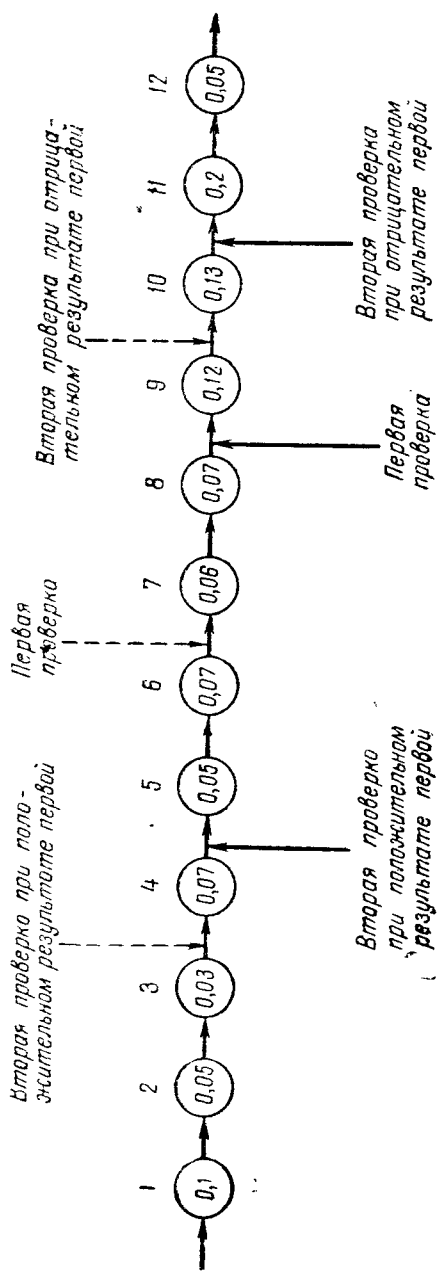 Вторая проверка при поло-
жительном результате первой
Первая
проверка
Вторая проверка при отрица-
тельном результате первой
1 2 3 4 5 6 7 8 9 10 11 12
0,1 0,05 0,03 0,07 0,05 0,07 0,06 0,07 0,12 0,13 0,2 0,05
Вторая проверка
при положительном
результате первой
Первая
проверка
Вторая проверка
при отрицательном
результате первой